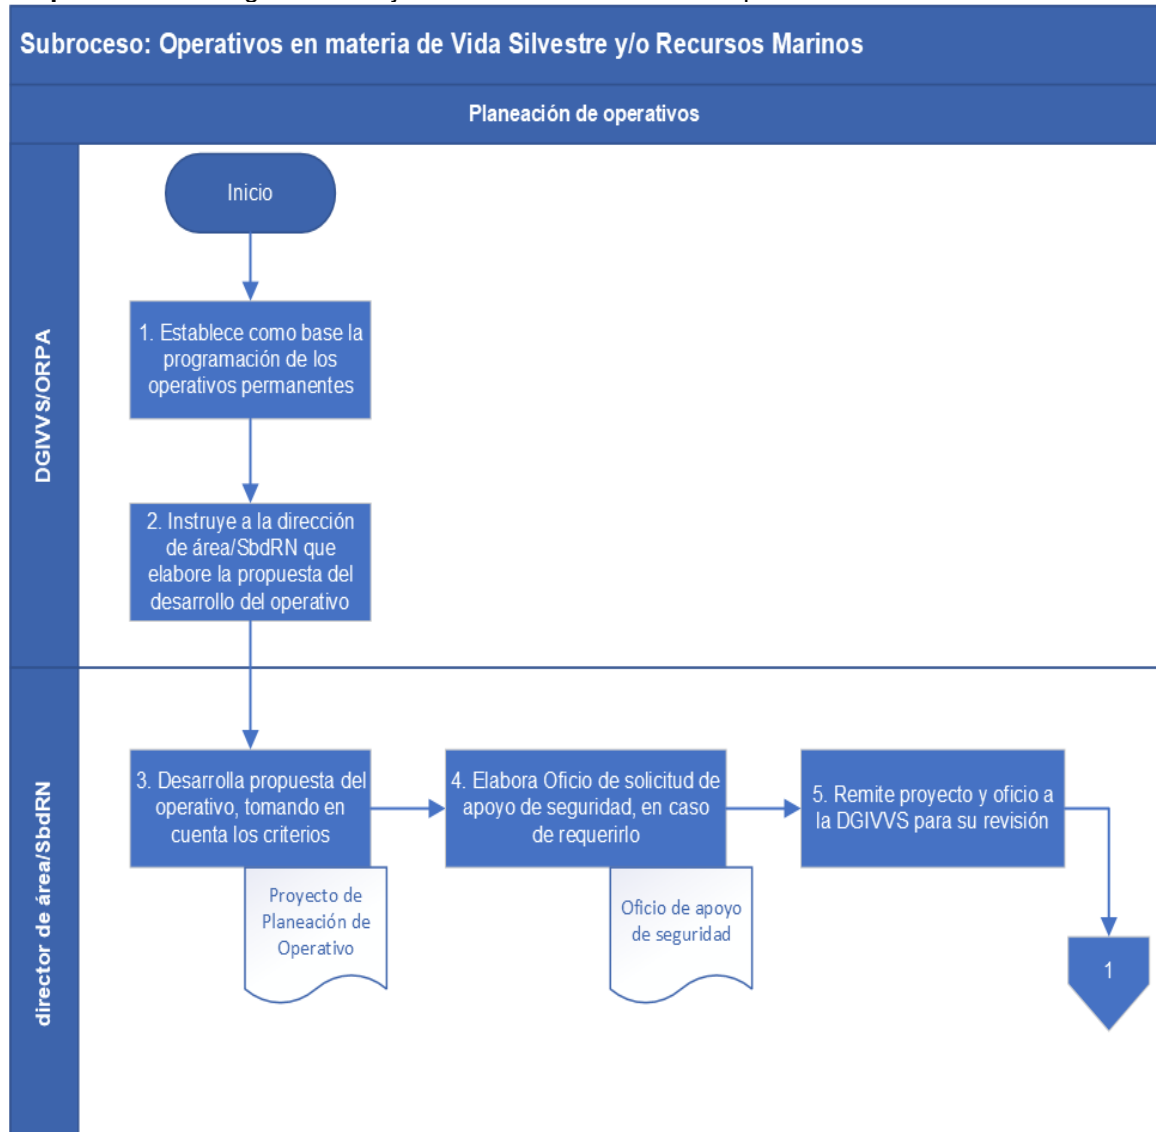 Subroceso: Operativos en materia de Vida Silvestre y/o Recursos Marinos
Planeación de operativos
DGIVVS/ORPA
Inicio
1. Establece como base la
programación de los
operativos permanentes
2. Instruye a la dirección
de área/SbdRN que
elabore la propuesta del
desarrollo del operativo
director de área/SbdRN
3. Desarrolla propuesta del
operativo, tomando en
cuenta los criterios
Proyecto de
Planeación de
Operativo
4. Elabora Oficio de solicitud de
apoyo de seguridad, en caso
de requerirlo
Oficio de apoyo
de seguridad
5. Remite proyecto y oficio a
la DGIVVS para su revisión
1